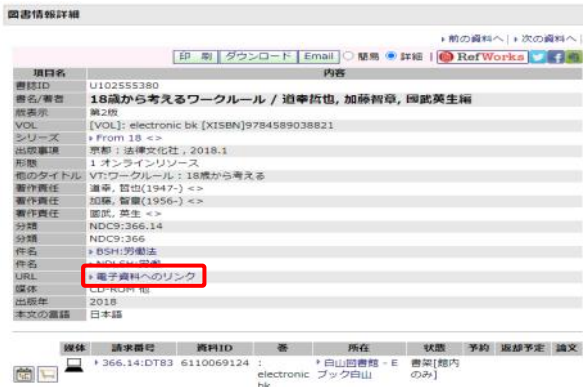 図書情報詳細
▸前の資料へ | ▸次の資料へ |
印 刷 ダウンロード Email 簡易 詳細 | RefWorks
項目名 内容
書誌ID U102555380
書名/著者 18歳から考えるワークルール / 道幸哲也, 加藤智章, 國武英生編
版表示 第2版
VOL [VOL]: electronic bk [XISBN]9784589038821
シリーズ ▸From 18 <>
出版事項 京都 : 法律文化社 , 2018.1
形態 1 オンラインリソース
他のタイトル VT:ワークルール : 18歳から考える
著作責任 道幸, 哲也(1947-) <>
著作責任 加藤, 智章(1956-) <>
著作責任 國武, 英生 <>
分類 NDC9:366.14
分類 NDC9:366
件名 ▸BSH:労働法
件名 ▸NDLSH:労働
URL ▸電子資料へのリンク
媒体 CD-ROM 他
出版年 2018
本文の言語 日本語
媒体 請求番号 資料ID 巻 所在 状態 予約 返却予定 論文
▸366.14:DT83 6110069124 : ▸白山図書館 - E 書架[館内
electronic ブック白山 のみ]
bk